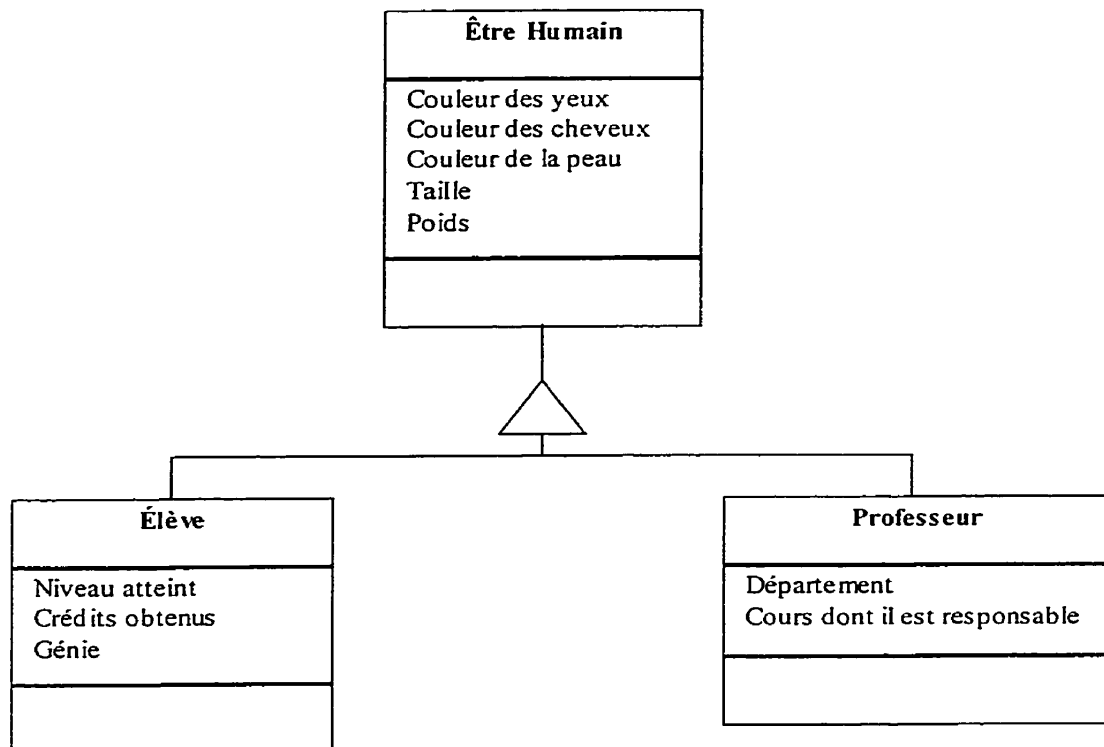 Être Humain
Couleur des yeux
Couleur des cheveux
Couleur de la peau
Taille
Poids
Élève
Niveau atteint
Crédits obtenus
Génie
Professeur
Département
Cours dont il est responsable